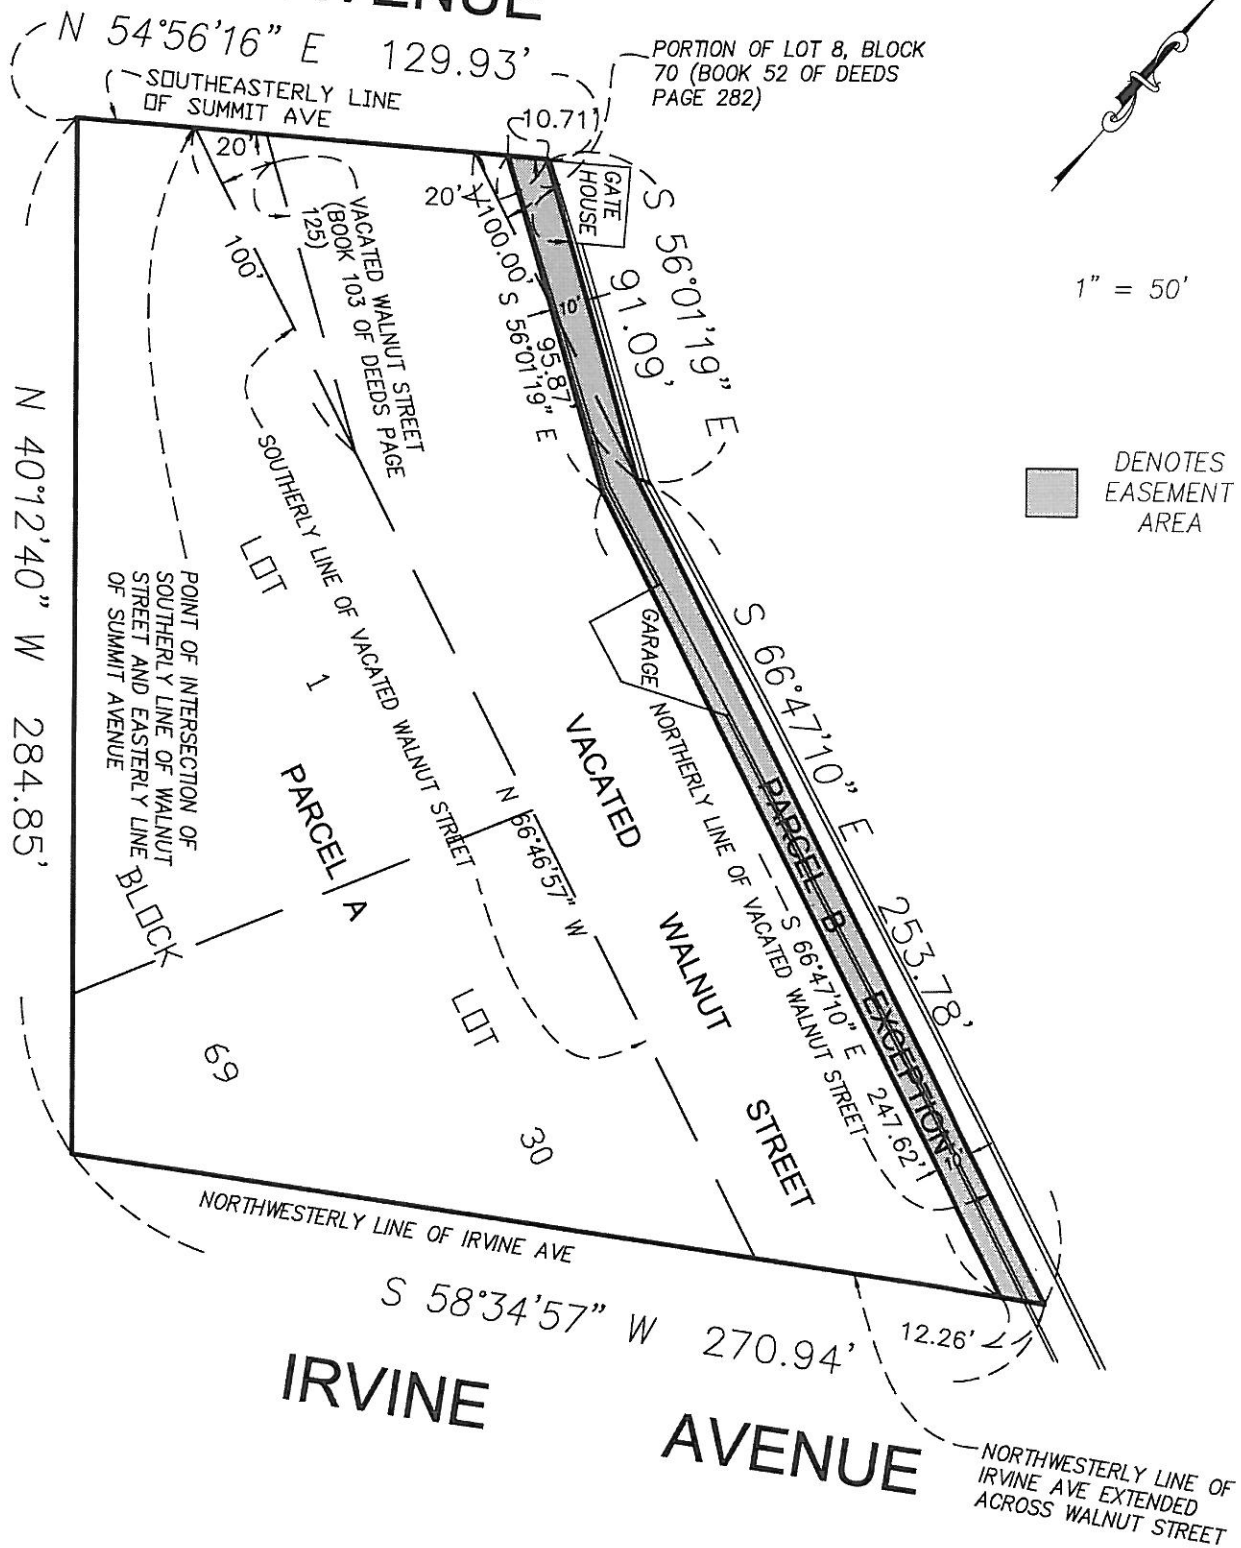 AVENUE
N 54°56'16" E 129.93'
SOUTHEASTERLY LINE
OF SUMMIT AVE
PORTION OF LOT 8, BLOCK
70 (BOOK 52 OF DEEDS
PAGE 282)
10.71'
20'
20'
GATE
HOUSE
S 56°01'19" E
91.09'
1" = 50'
100'
VACATED WALNUT STREET
(BOOK 103 OF DEEDS PAGE
125)
100.00'
S 56°01'19" E
95.87'
10'
DENOTES
EASEMENT
AREA
N 40°12'40" W 284.85'
POINT OF INTERSECTION OF
SOUTHERLY LINE OF WALNUT
STREET AND EASTERLY LINE
OF SUMMIT AVENUE
SOUTHERLY LINE OF VACATED WALNUT STREET
LOT
1
GARAGE
S 66°47'10" E 253.78'
NORTHERLY LINE OF VACATED WALNUT STREET
S 66°47'10" E 247.62'
PARCEL B
EXCEPTION
10'
PARCEL A
N 66°46'57" W
VACATED
WALNUT
STREET
BLOCK
69
LOT
30
NORTHWESTERLY LINE OF IRVINE AVE
S 58°34'57" W 270.94'
12.26'
IRVINE AVENUE
NORTHWESTERLY LINE OF
IRVINE AVE EXTENDED
ACROSS WALNUT STREET